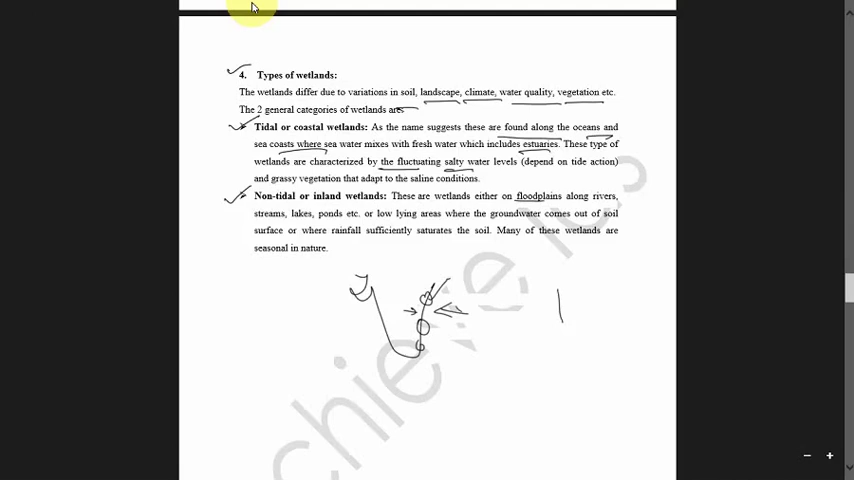 4. Types of wetlands:
The wetlands differ due to variations in soil, landscape, climate, water quality, vegetation etc.
The 2 general categories of wetlands are
Tidal or coastal wetlands: As the name suggests these are found along the oceans and
sea coasts where sea water mixes with fresh water which includes estuaries. These type of
wetlands are characterized by the fluctuating salty water levels (depend on tide action)
and grassy vegetation that adapt to the saline conditions.
Non-tidal or inland wetlands: These are wetlands either on floodplains along rivers,
streams, lakes, ponds etc. or low lying areas where the groundwater comes out of soil
surface or where rainfall sufficiently saturates the soil. Many of these wetlands are
seasonal in nature.